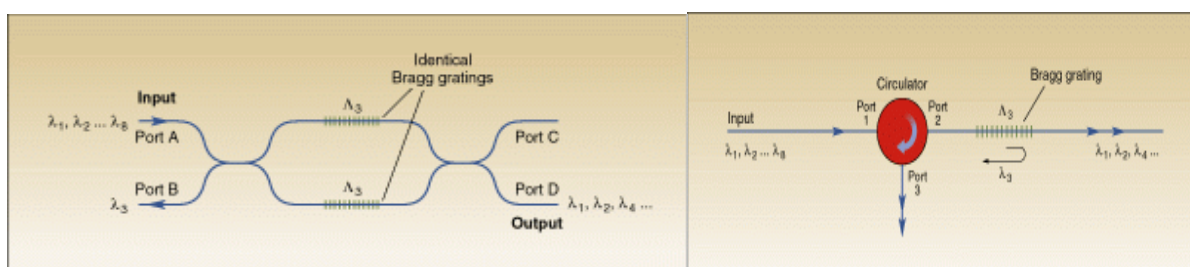 Identical
Bragg gratings
Λ₃
Input
λ₁, λ₂ ... λ₈
Port A
Port C
Port B
λ₃
Λ₃
Port D
λ₁, λ₂, λ₄ ...
Output
Circulator
Bragg grating
Port
1
Port
2
Λ₃
Input
λ₁, λ₂ ... λ₈
λ₃
λ₁, λ₂, λ₄ ...
Port
3